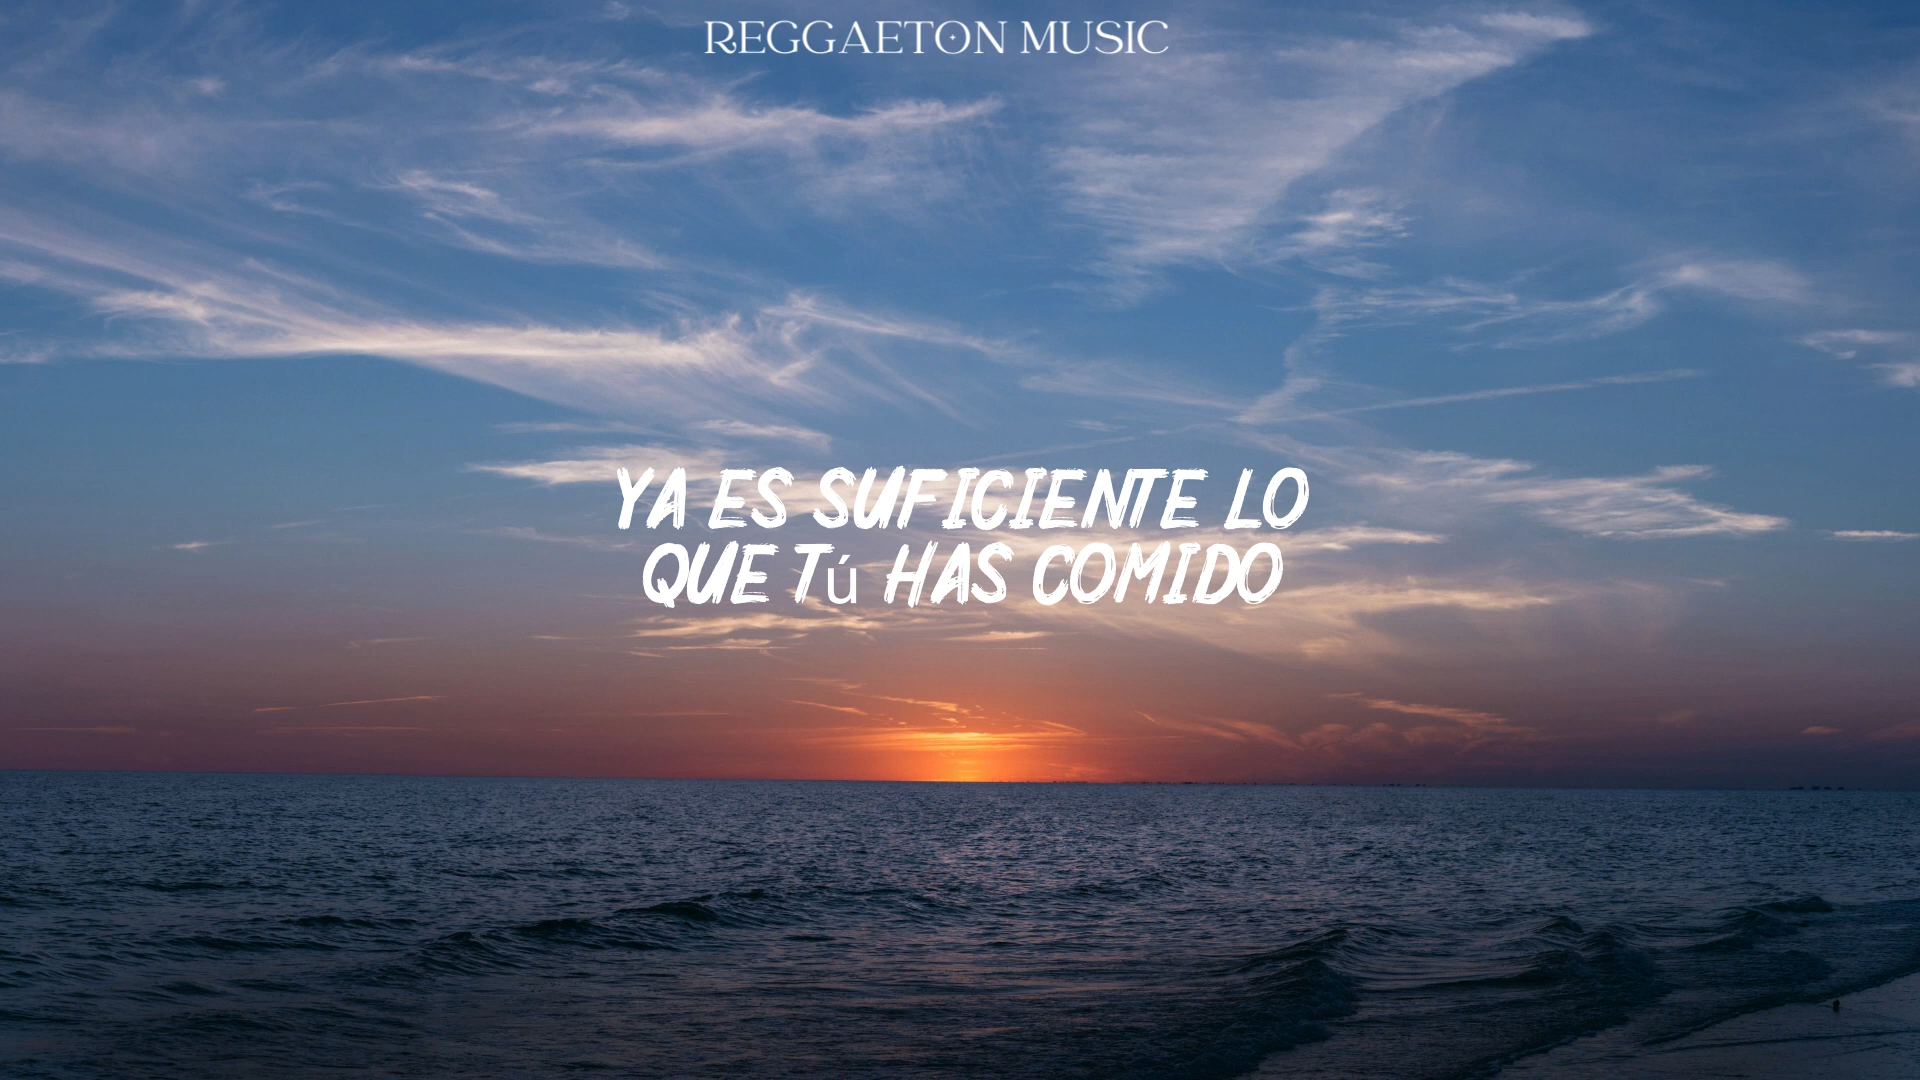 REGGAETON MUSIC
YA ES SUFICIENTE LO
QUE Tú HAS COMIDO